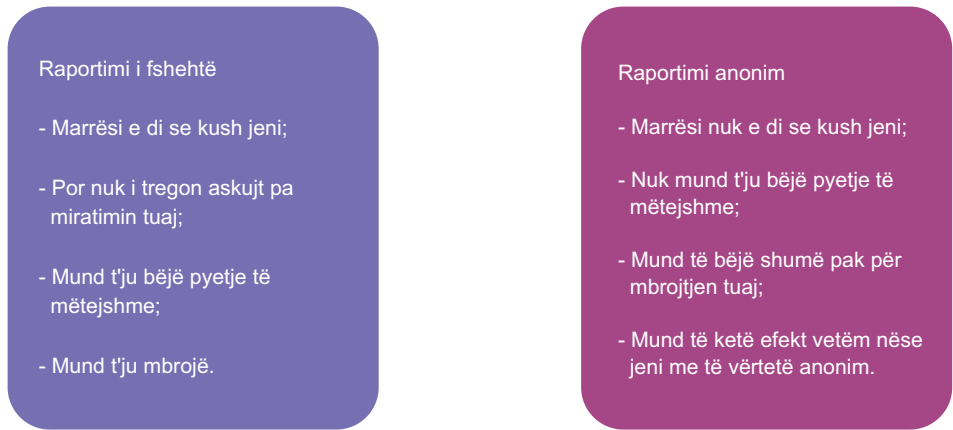 Raportimi i fshehtë
- Marrësi e di se kush jeni;
- Por nuk i tregon askujt pa
miratimin tuaj;
- Mund t'ju bëjë pyetje të
mëtejshme;
- Mund t'ju mbrojë.
Raportimi anonim
- Marrësi nuk e di se kush jeni;
- Nuk mund t'ju bëjë pyetje të
mëtejshme;
- Mund të bëjë shumë pak për
mbrojtjen tuaj;
- Mund të ketë efekt vetëm nëse
jeni me të vërtetë anonim.